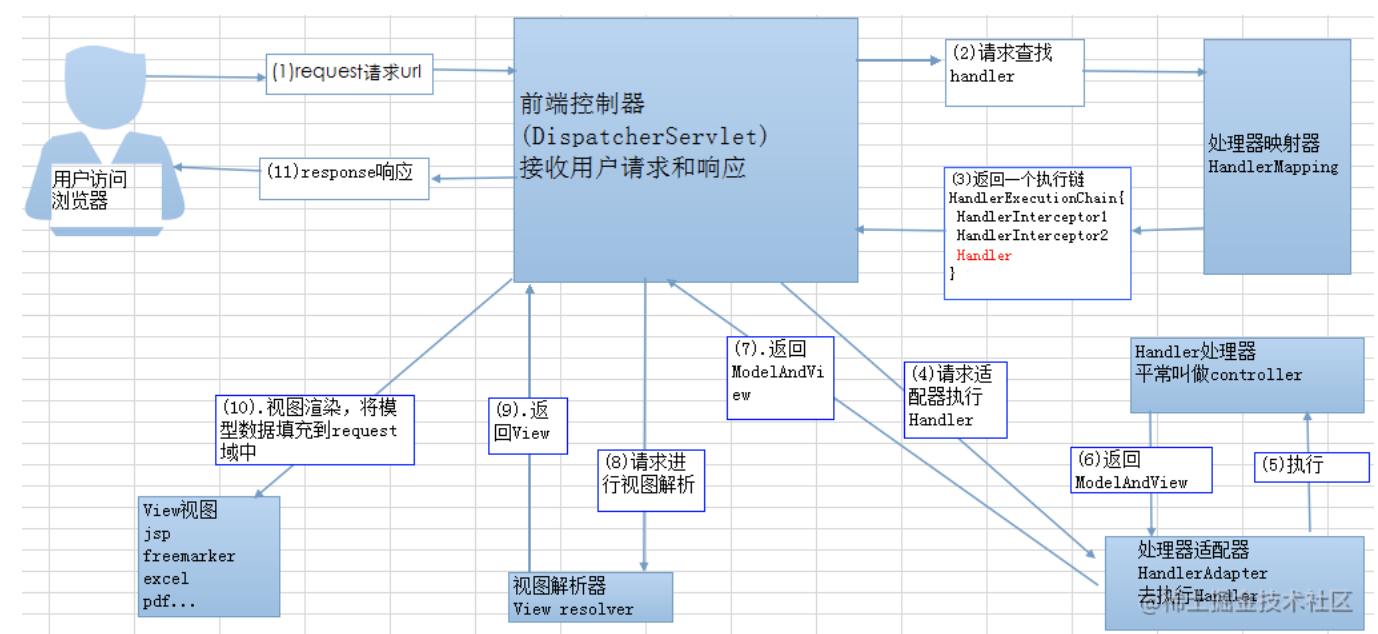 (1)request请求url
(2)请求查找
handler
前端控制器
(DispatcherServlet)
接收用户请求和响应
处理器映射器
HandlerMapping
(11)response响应
用户访问
浏览器
(3)返回一个执行链
HandlerExecutionChain{
HandlerInterceptor1
HandlerInterceptor2
Handler
}
(7).返回
ModelAndVi
ew
(4)请求适
配器执行
Handler
Handler处理器
平常叫做controller
(10).视图渲染，将模
型数据填充到request
域中
(9).返
回View
(8)请求进
行视图解析
(6)返回
ModelAndView
(5)执行
View视图
jsp
freemarker
excel
pdf...
视图解析器
View resolver
处理器适配器
HandlerAdapter
去执行Handler
@稀土掘金技术社区